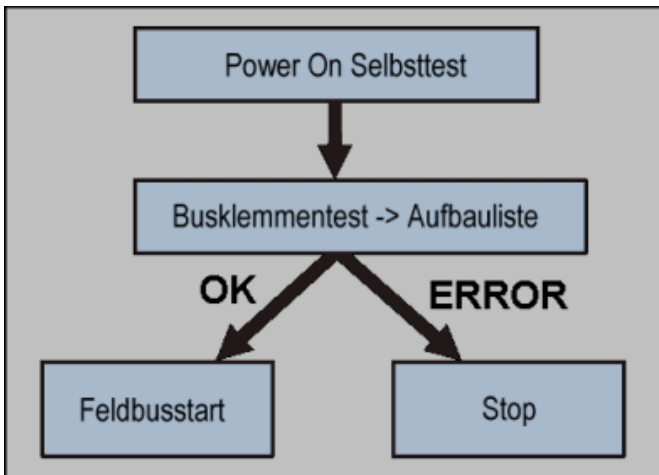 Power On Selbsttest
Busklemmentest -> Aufbauliste
OK
ERROR
Feldbusstart
Stop